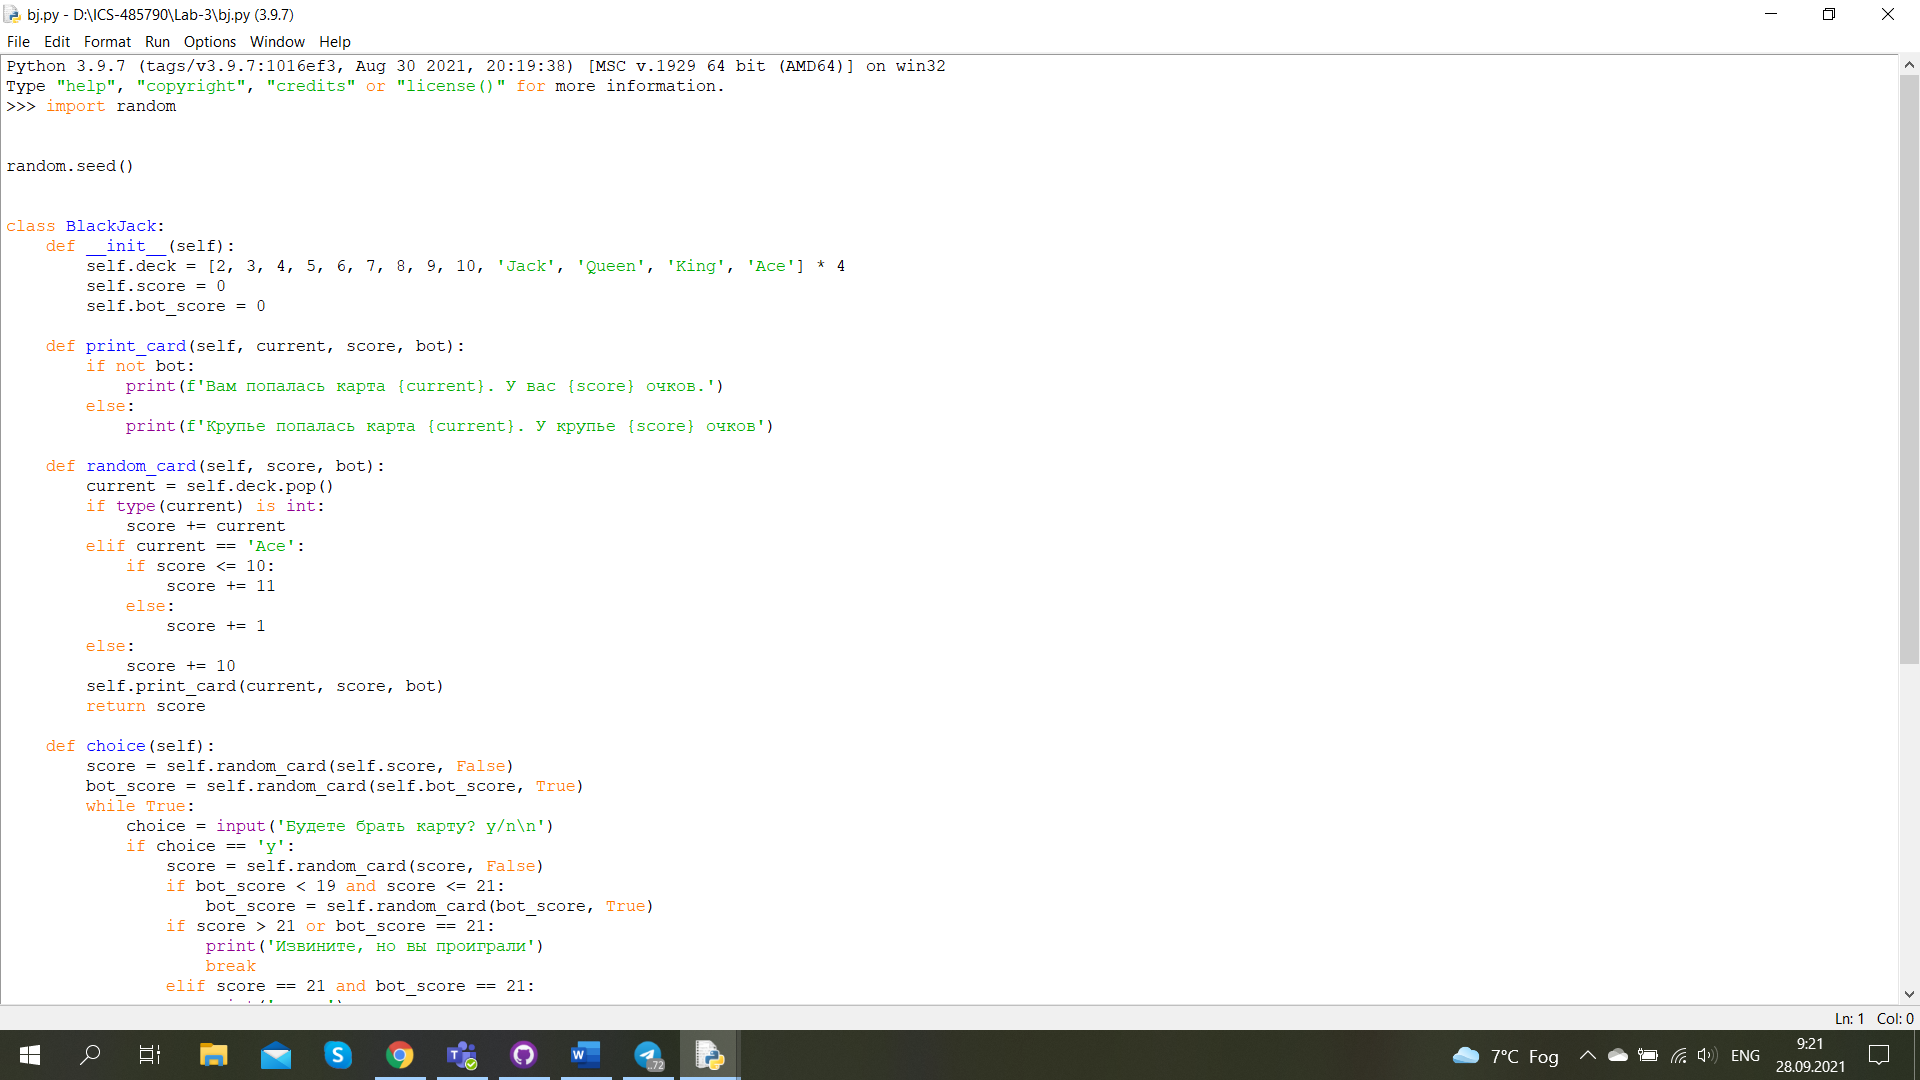 bj.py - D:\ICS-485790\Lab-3\bj.py (3.9.7)
File Edit Format Run Options Window Help
Python 3.9.7 (tags/v3.9.7:1016ef3, Aug 30 2021, 20:19:38) [MSC v.1929 64 bit (AMD64)] on win32
Type "help", "copyright", "credits" or "license()" for more information.
>>> import random
random.seed()
class BlackJack:
    def __init__(self):
        self.deck = [2, 3, 4, 5, 6, 7, 8, 9, 10, 'Jack', 'Queen', 'King', 'Ace'] * 4
        self.score = 0
        self.bot_score = 0
    def print_card(self, current, score, bot):
        if not bot:
            print(f'Вам попалась карта {current}. У вас {score} очков.')
        else:
            print(f'Крупье попалась карта {current}. У крупье {score} очков')
    def random_card(self, score, bot):
        current = self.deck.pop()
        if type(current) is int:
            score += current
        elif current == 'Ace':
            if score <= 10:
                score += 11
            else:
                score += 1
        else:
            score += 10
        self.print_card(current, score, bot)
        return score
    def choice(self):
        score = self.random_card(self.score, False)
        bot_score = self.random_card(self.bot_score, True)
        while True:
            choice = input('Будете брать карту? y/n\n')
            if choice == 'y':
                score = self.random_card(score, False)
                if bot_score < 19 and score <= 21:
                    bot_score = self.random_card(bot_score, True)
                if score > 21 or bot_score == 21:
                    print('Извините, но вы проиграли')
                    break
                elif score == 21 and bot_score == 21:
Ln: 1 Col: 0
72
7°C Fog
ENG
9:21
28.09.2021